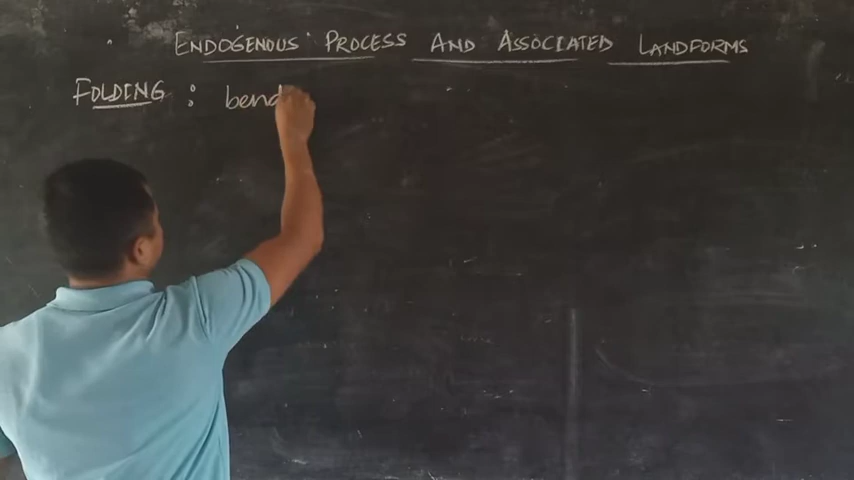 ENDOGENOUS PROCESS AND ASSOCIATED LANDFORMS
FOLDING : bend